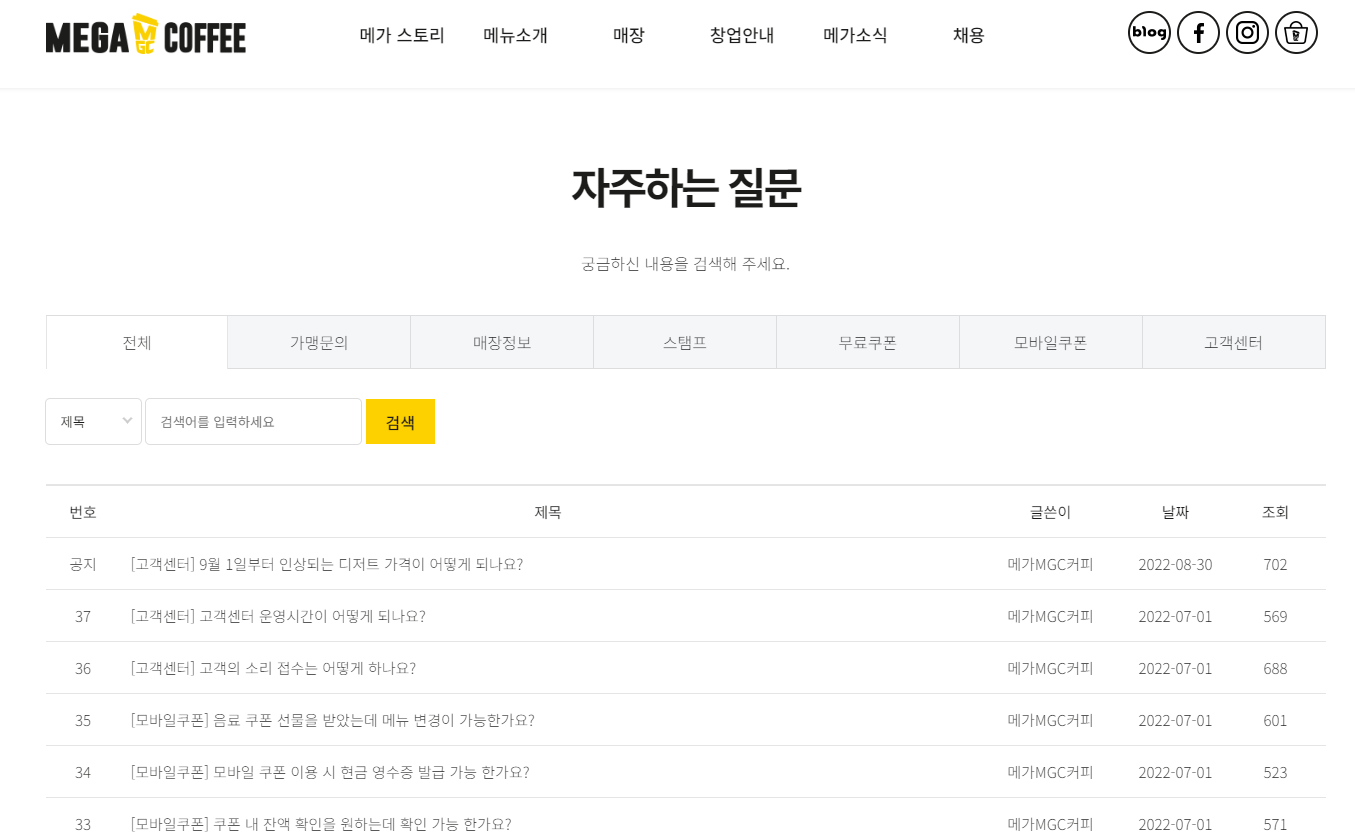 MEGA MGC COFFEE
메가 스토리 메뉴소개 매장 창업안내 메가소식 채용
blog
자주하는 질문
궁금하신 내용을 검색해 주세요.
전체 가맹문의 매장정보 스탬프 무료쿠폰 모바일쿠폰 고객센터
제목 검색어를 입력하세요 검색
번호 제목 글쓴이 날짜 조회
공지 [고객센터] 9월 1일부터 인상되는 디저트 가격이 어떻게 되나요? 메가MGC커피 2022-08-30 702
37 [고객센터] 고객센터 운영시간이 어떻게 되나요? 메가MGC커피 2022-07-01 569
36 [고객센터] 고객의 소리 접수는 어떻게 하나요? 메가MGC커피 2022-07-01 688
35 [모바일쿠폰] 음료 쿠폰 선물을 받았는데 메뉴 변경이 가능한가요? 메가MGC커피 2022-07-01 601
34 [모바일쿠폰] 모바일 쿠폰 이용 시 현금 영수증 발급 가능 한가요? 메가MGC커피 2022-07-01 523
33 [모바일쿠폰] 쿠폰 내 잔액 확인을 원하는데 확인 가능 한가요? 메가MGC커피 2022-07-01 571